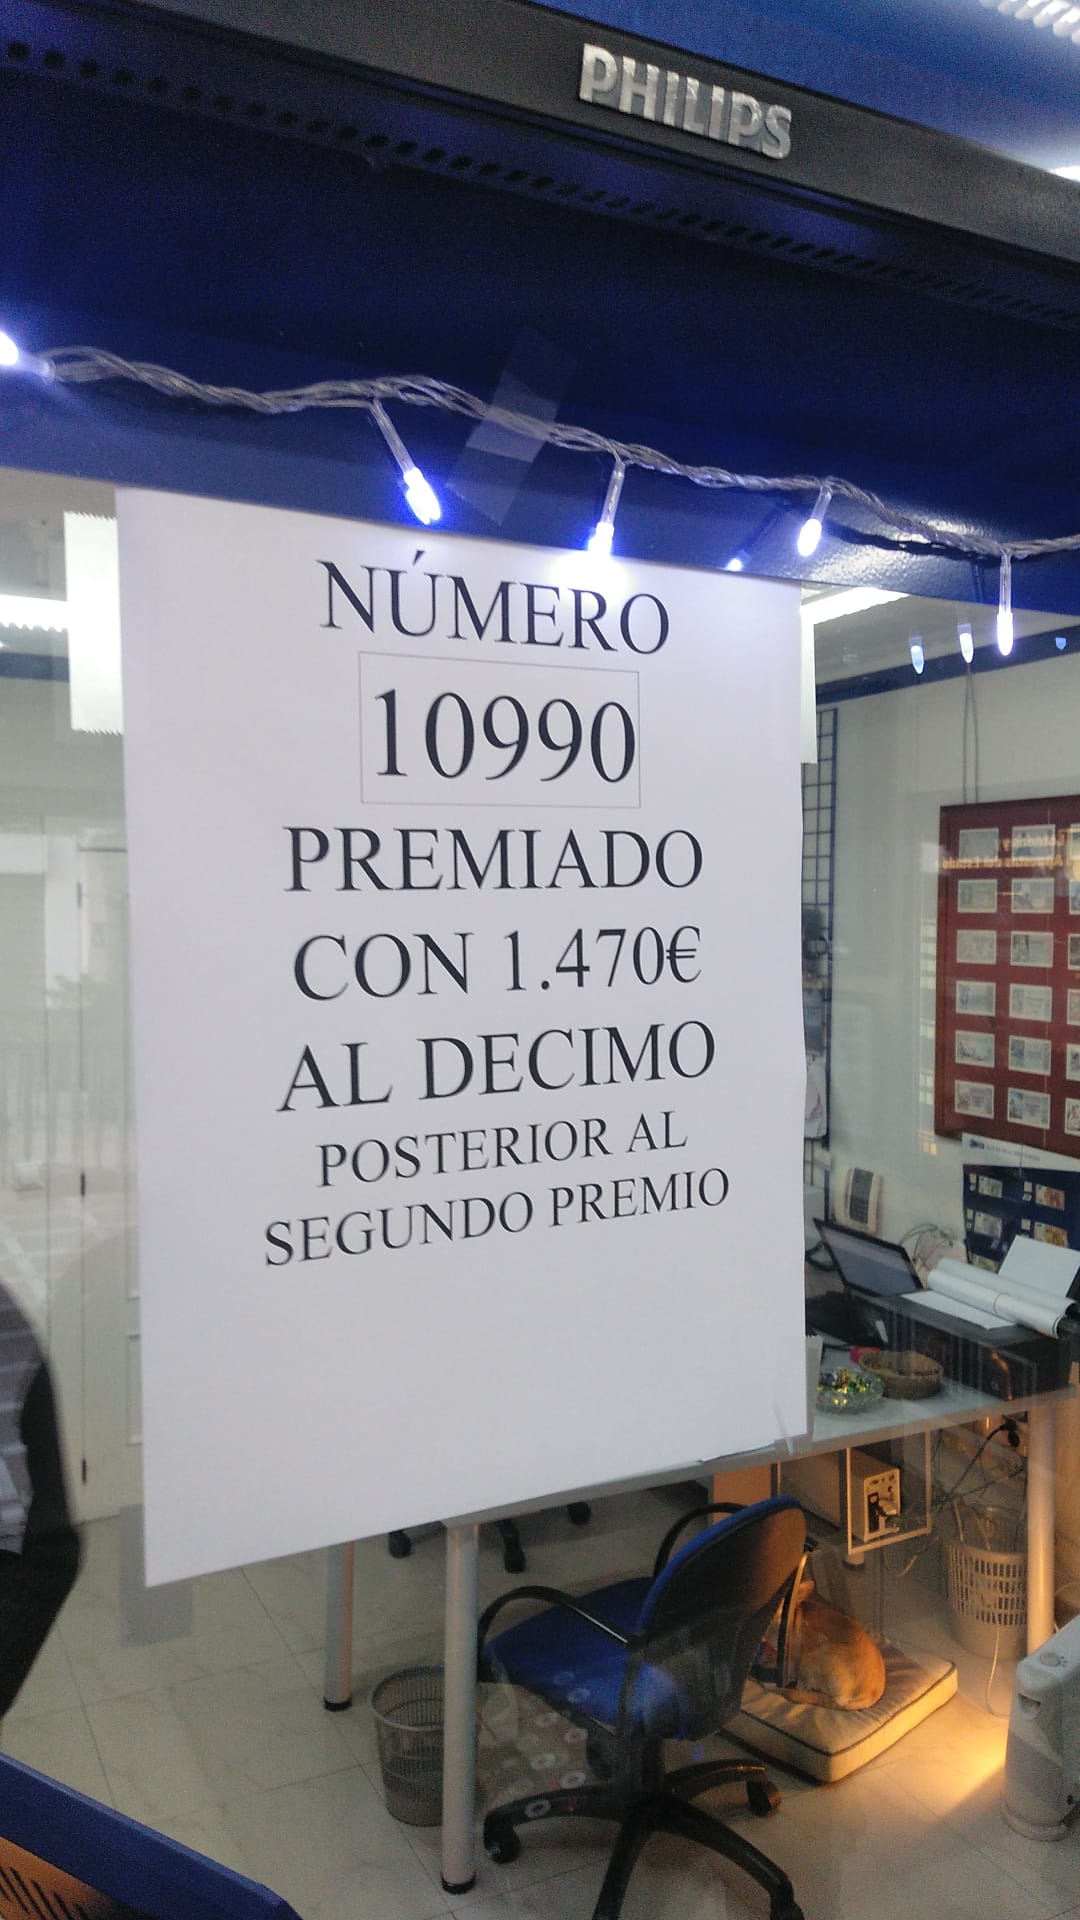 PHILIPS
NÚMERO
10990
PREMIADO
CON 1.470€
AL DECIMO
POSTERIOR AL
SEGUNDO PREMIO